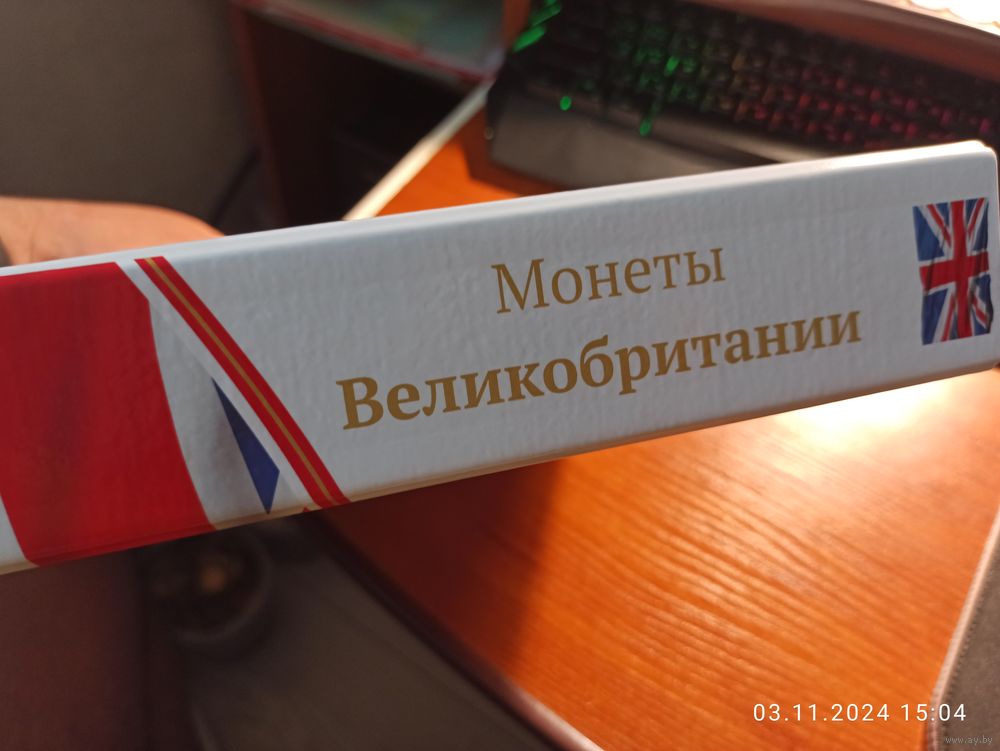 Монеты
Великобритании
03.11.2024 15:04
www.ay.by